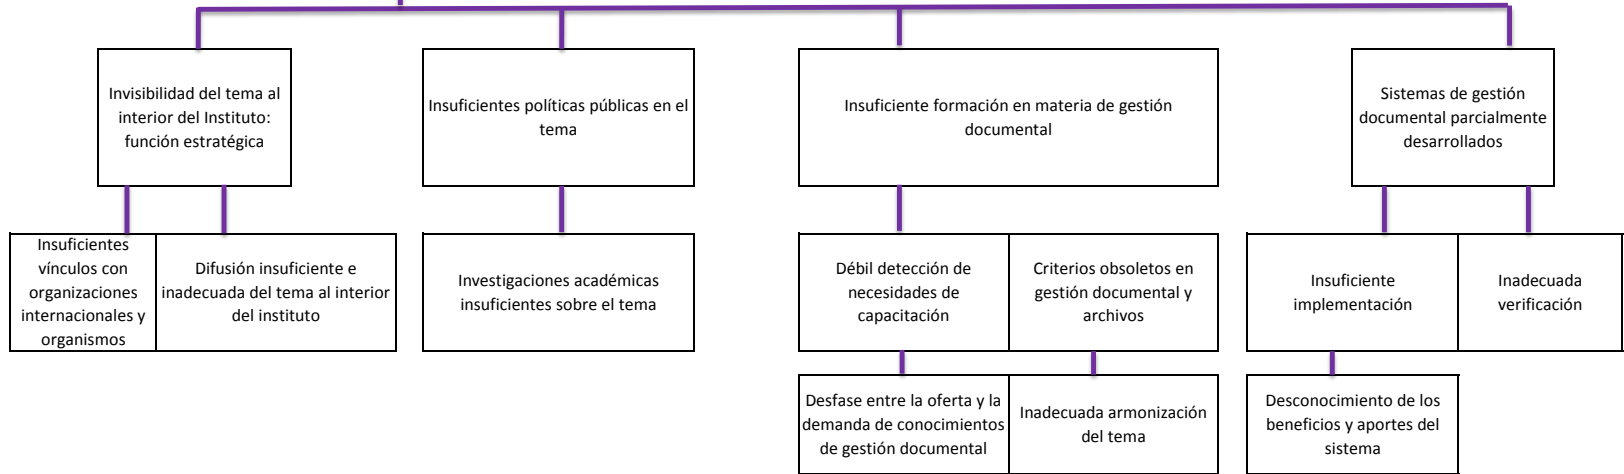 Invisibilidad del tema al
interior del Instituto:
función estratégica
Insuficientes políticas públicas en el
tema
Insuficiente formación en materia de gestión
documental
Sistemas de gestión
documental parcialmente
desarrollados
Insuficientes
vínculos con
organizaciones
internacionales y
organismos
Difusión insuficiente e
inadecuada del tema al interior
del instituto
Investigaciones académicas
insuficientes sobre el tema
Débil detección de
necesidades de
capacitación
Criterios obsoletos en
gestión documental y
archivos
Insuficiente
implementación
Inadecuada
verificación
Desfase entre la oferta y la
demanda de conocimientos
de gestión documental
Inadecuada armonización
del tema
Desconocimiento de los
beneficios y aportes del
sistema